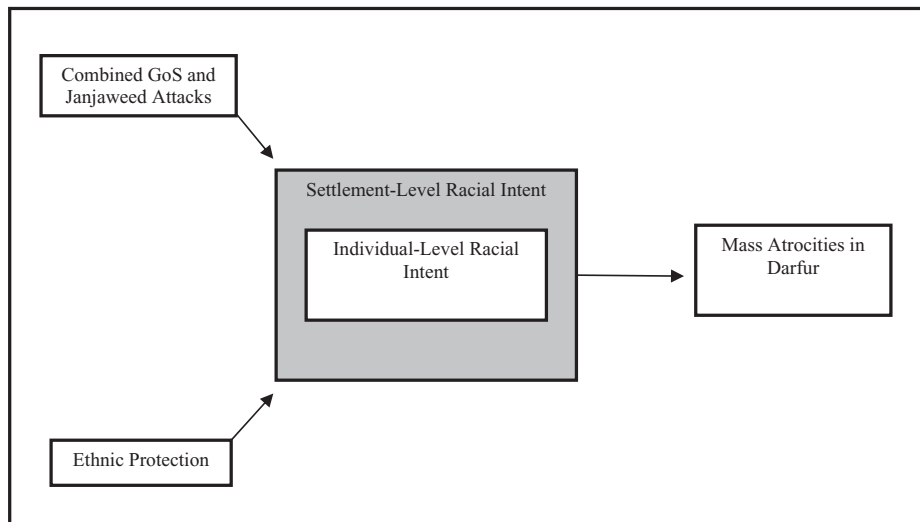 Combined GoS and
Janjaweed Attacks
Settlement-Level Racial Intent
Individual-Level Racial
Intent
Mass Atrocities in
Darfur
Ethnic Protection